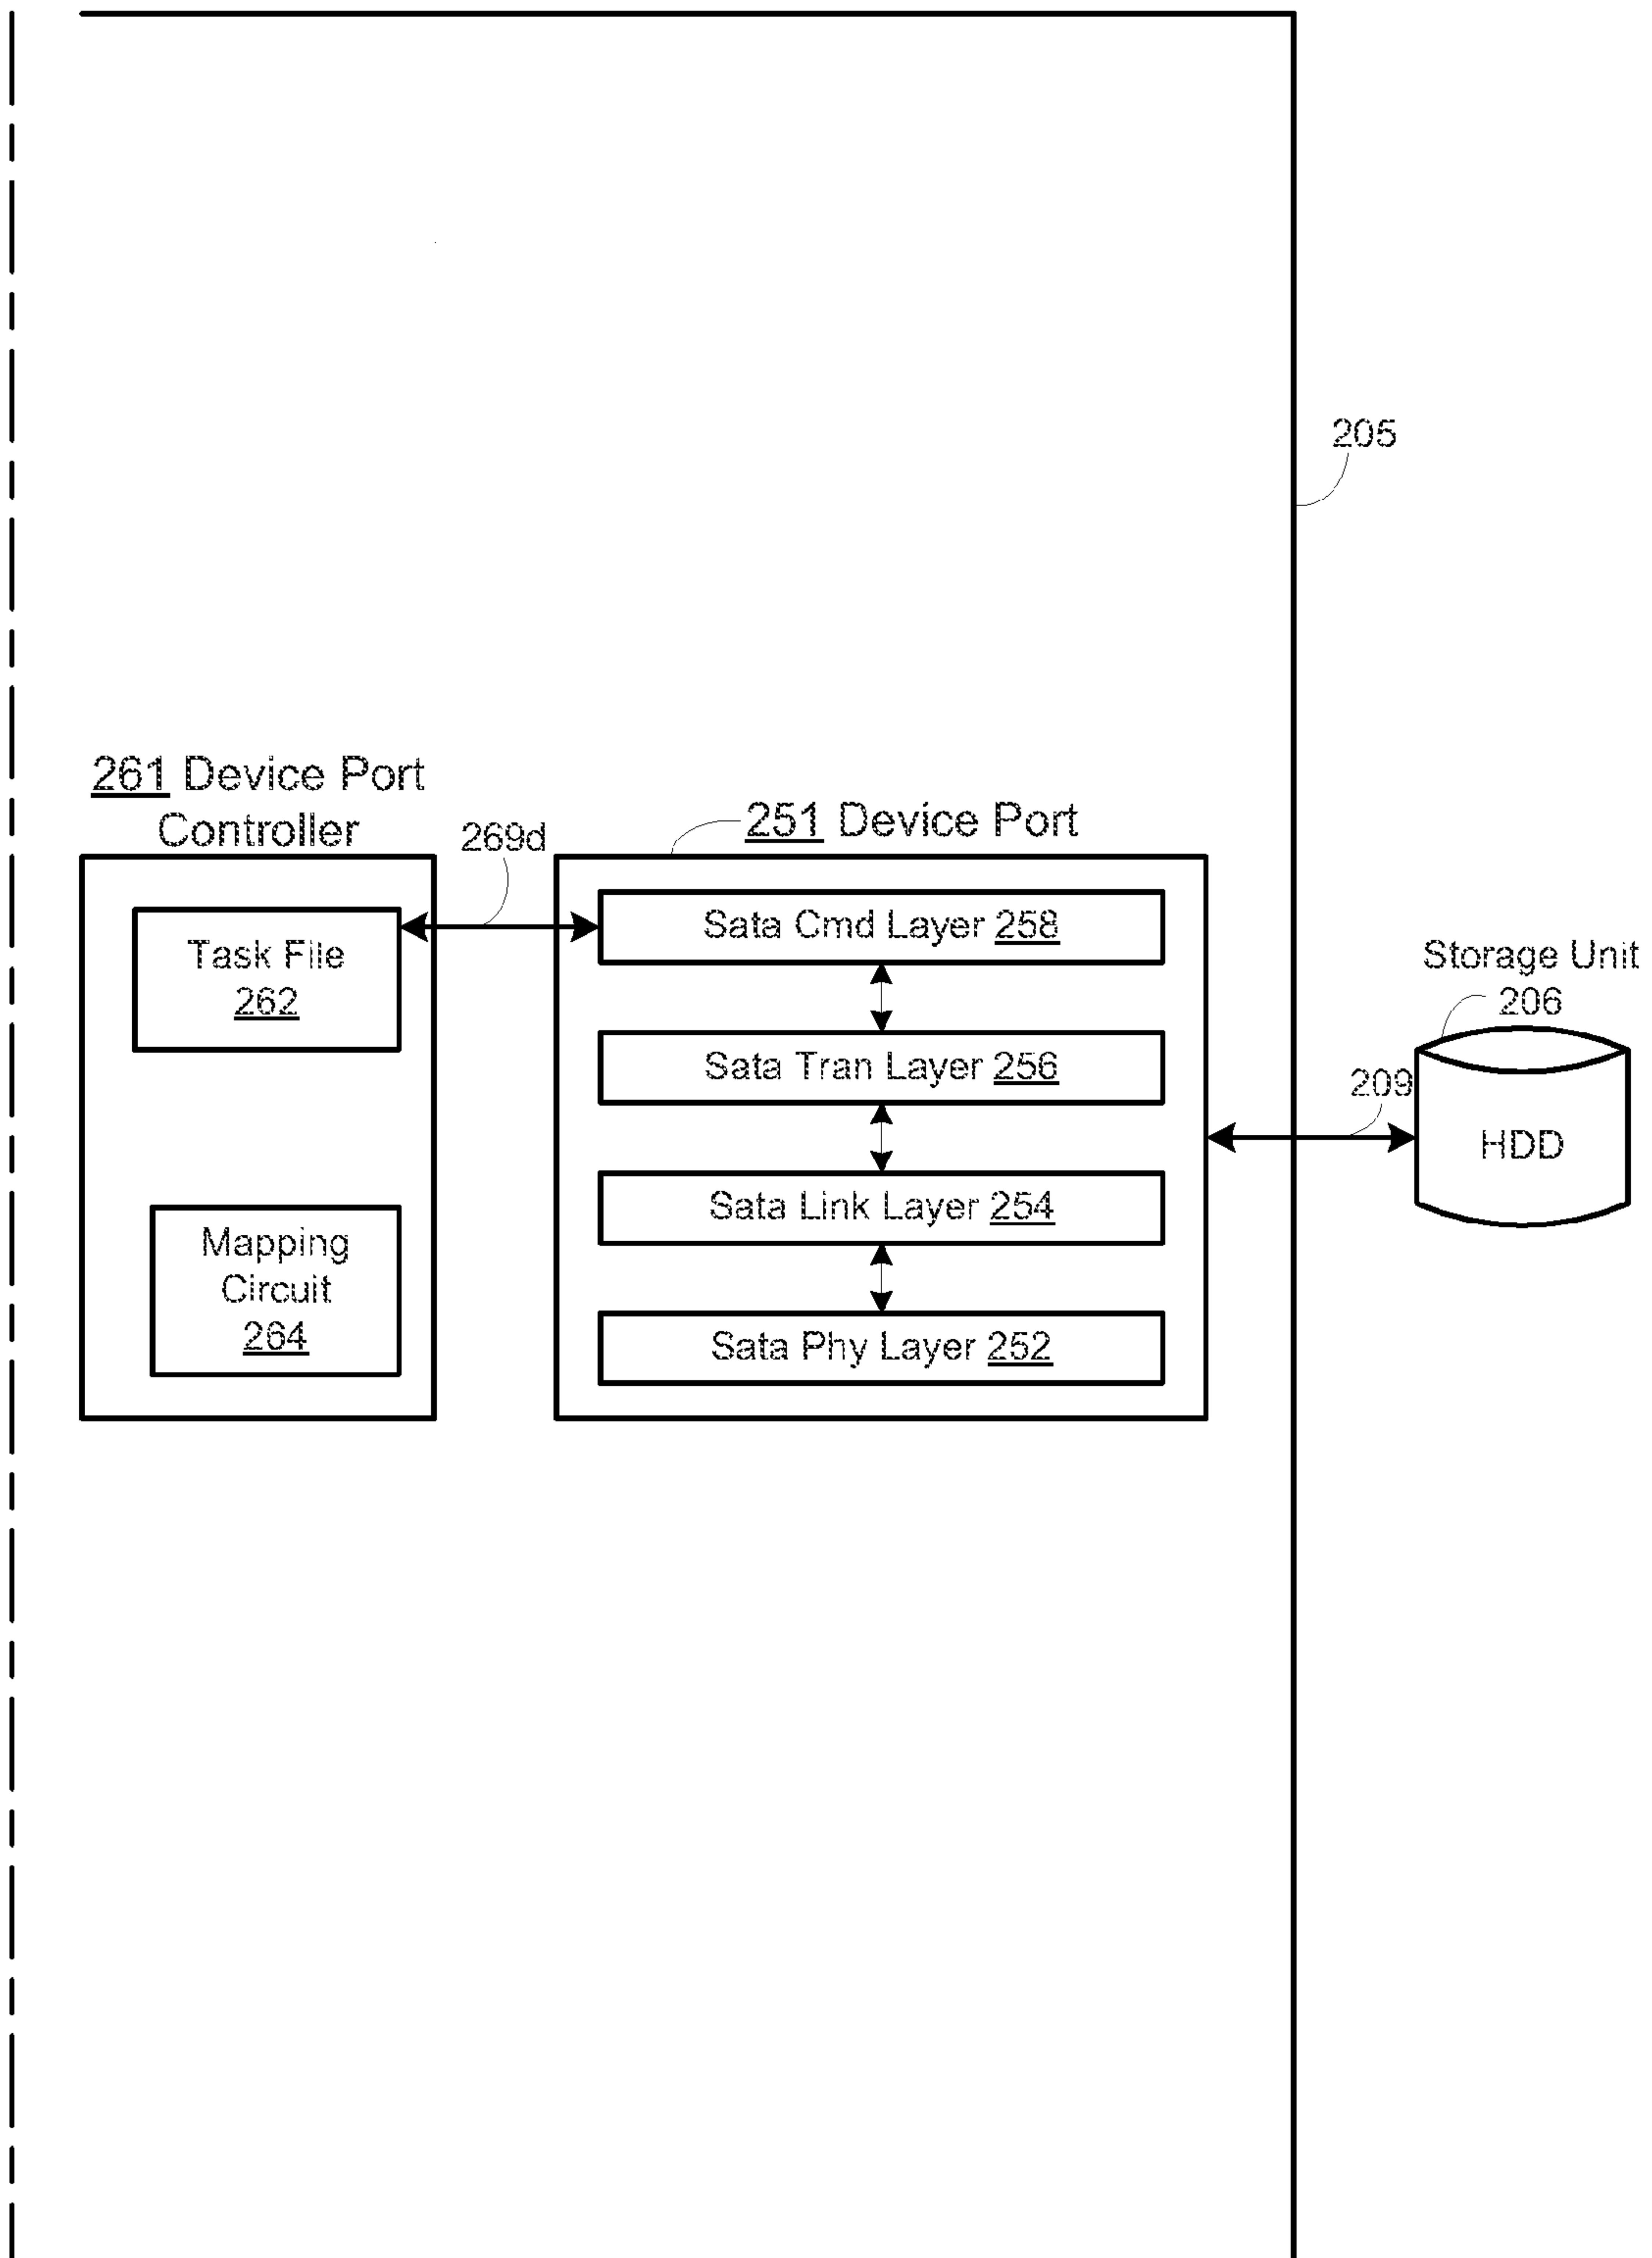 205
261 Device Port
Controller
269d
251 Device Port
Task File
262
Sata Cmd Layer 258
Sata Tran Layer 256
Sata Link Layer 254
Sata Phy Layer 252
Mapping
Circuit
264
Storage Unit
206
209
HDD